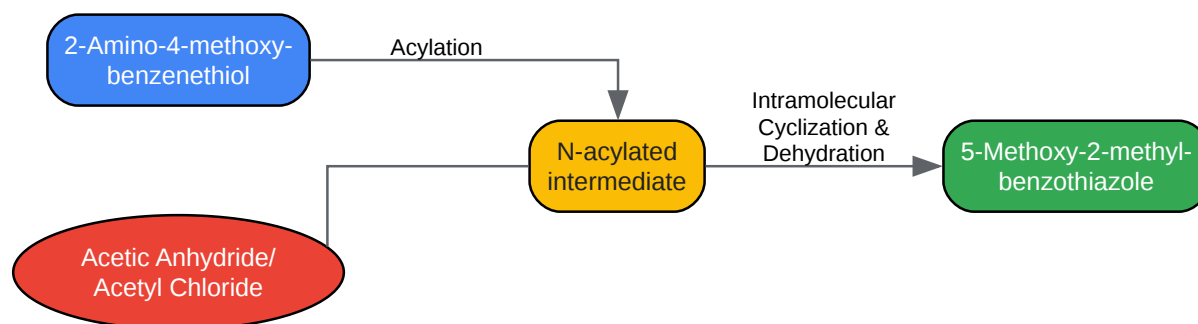 2-Amino-4-methoxy-
benzenethiol
Acylation
N-acylated
intermediate
Intramolecular
Cyclization &
Dehydration
5-Methoxy-2-methyl-
benzothiazole
Acetic Anhydride/
Acetyl Chloride